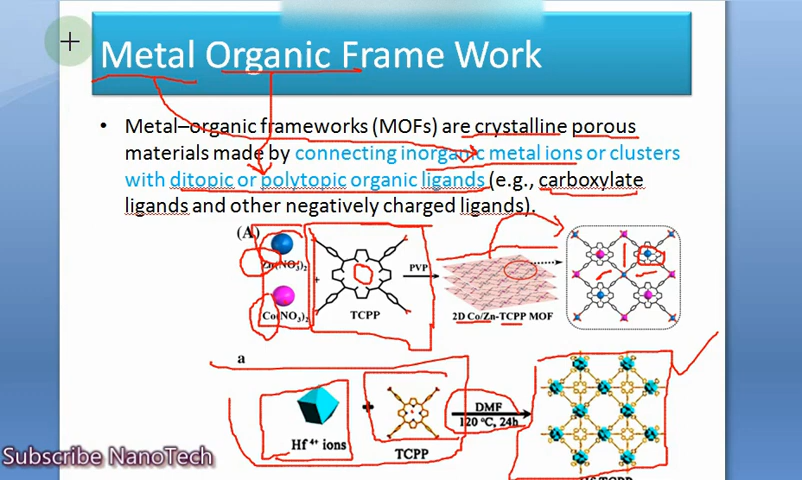 Metal Organic Frame Work
• Metal–organic frameworks (MOFs) are crystalline porous
materials made by connecting inorganic metal ions or clusters
with ditopic or polytopic organic ligands (e.g., carboxylate
ligands and other negatively charged ligands).
(A)
Zn(NO3)2
+
Co(NO3)2
TCPP
PVP
2D Co/Zn-TCPP MOF
a
Hf 4+ ions
+
TCPP
DMF
120 °C, 24h
Subscribe NanoTech